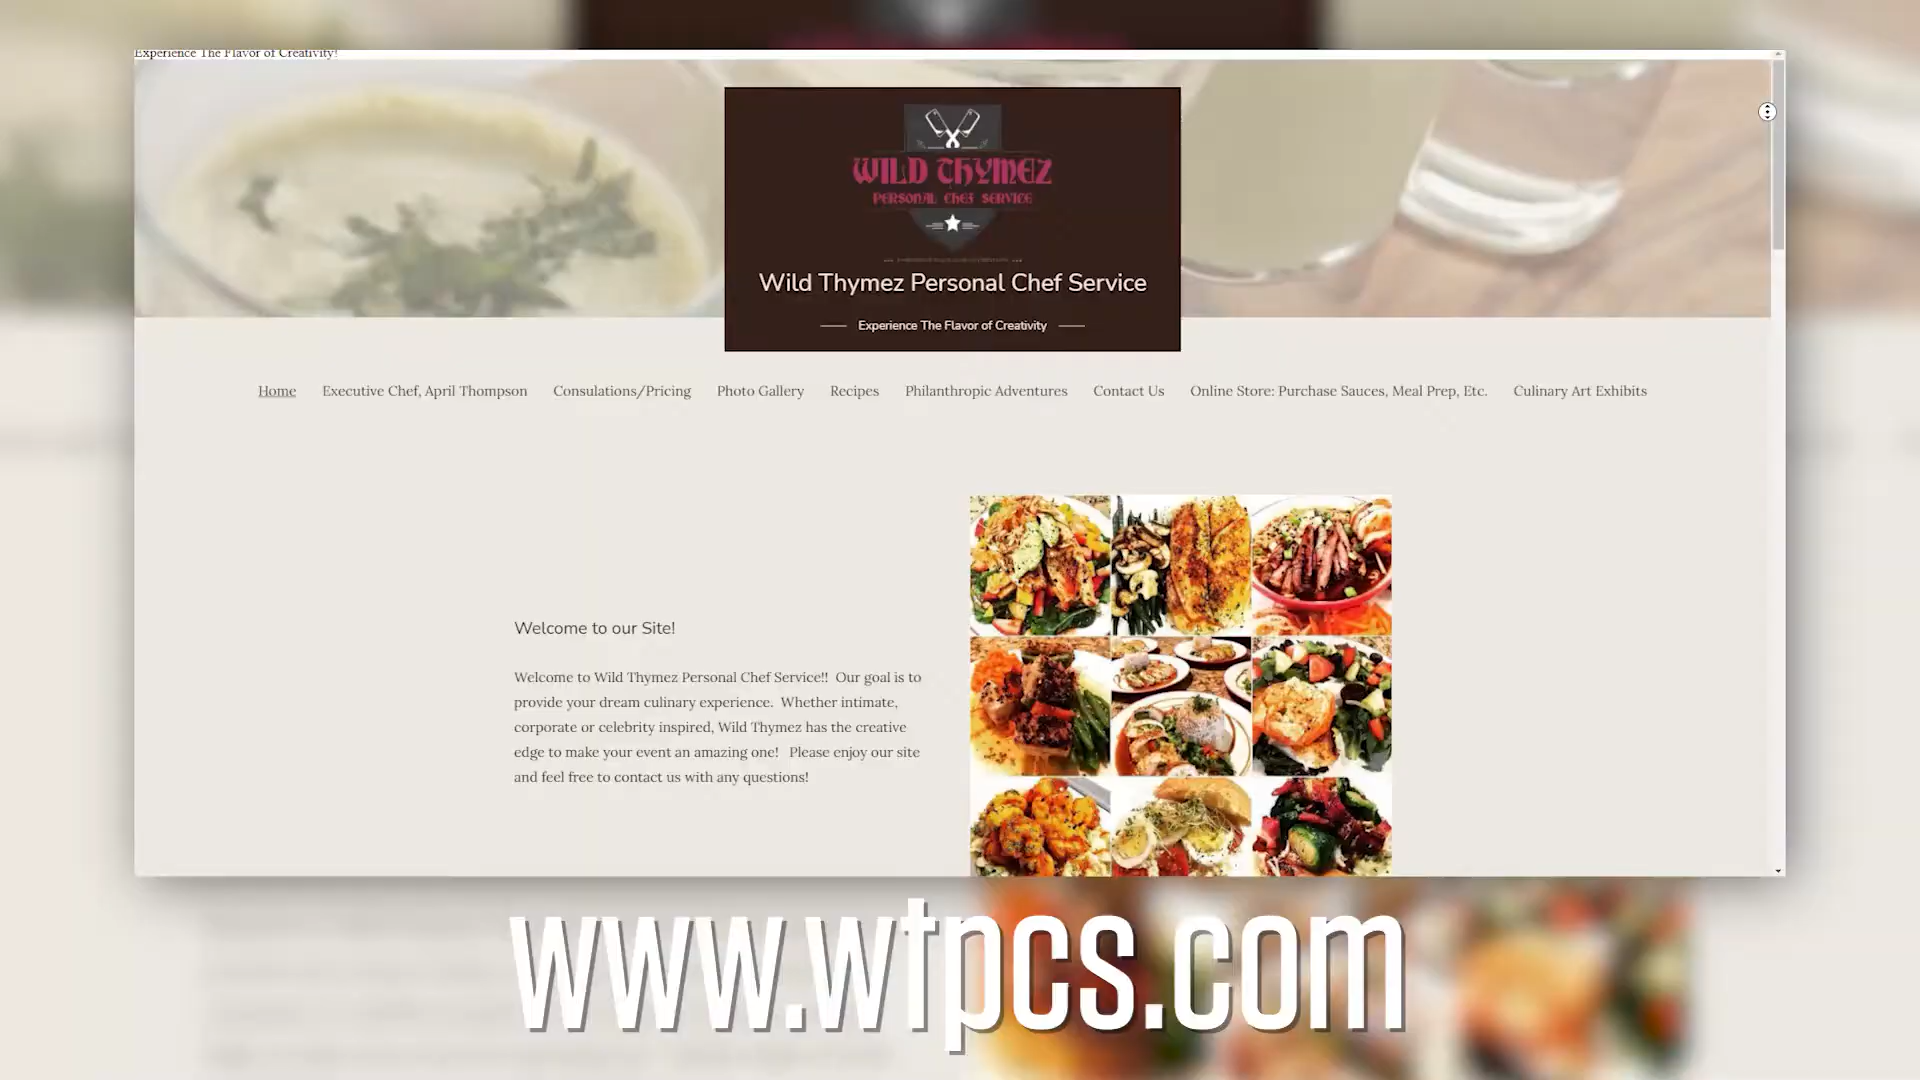 Experience The Flavor of Creativity!
WILD THYMEZ
PERSONAL CHEF SERVICE
Wild Thymez Personal Chef Service
Experience The Flavor of Creativity
Home Executive Chef, April Thompson Consulations/Pricing Photo Gallery Recipes Philanthropic Adventures Contact Us Online Store: Purchase Sauces, Meal Prep, Etc. Culinary Art Exhibits
Welcome to our Site!
Welcome to Wild Thymez Personal Chef Service!! Our goal is to
provide your dream culinary experience. Whether intimate,
corporate or celebrity inspired, Wild Thymez has the creative
edge to make your event an amazing one! Please enjoy our site
and feel free to contact us with any questions!
www.wtpcs.com